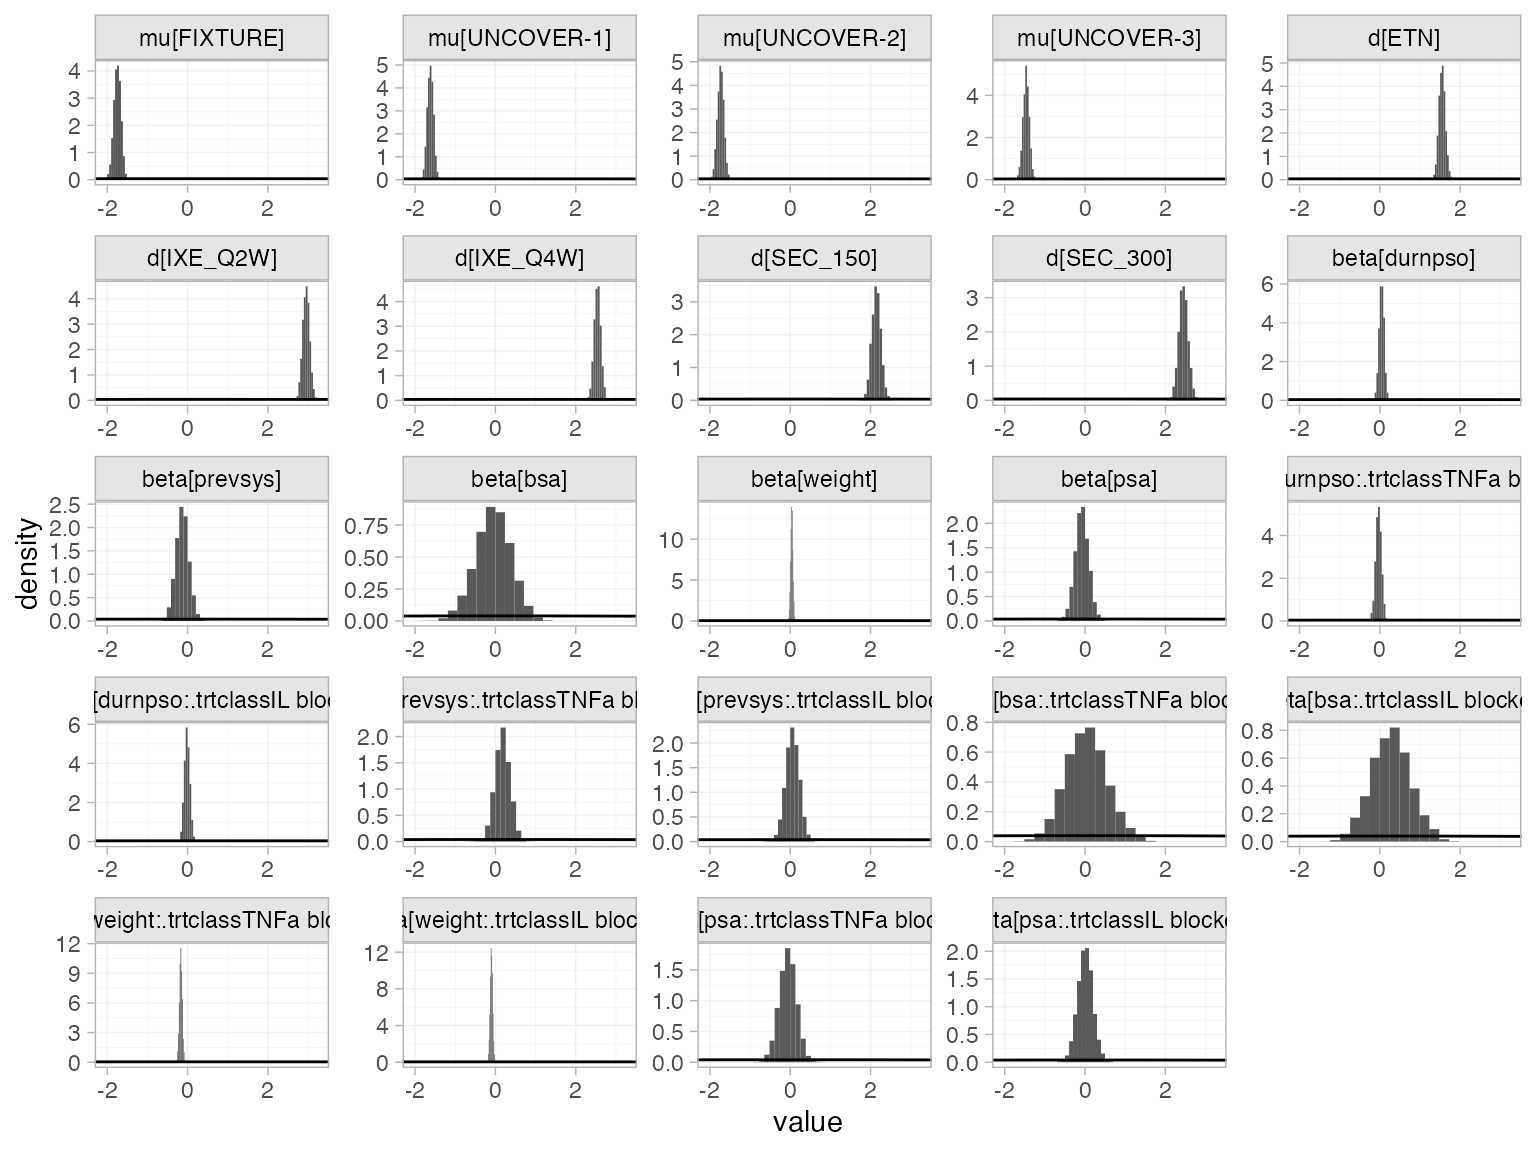 mu[FIXTURE] mu[UNCOVER-1] mu[UNCOVER-2] mu[UNCOVER-3] d[ETN]
4 3 2 1 0
5 4 3 2 1 0
5 4 3 2 1 0
4 2 0
5 4 3 2 1 0
-2 0 2 -2 0 2 -2 0 2 -2 0 2 -2 0 2
d[IXE_Q2W] d[IXE_Q4W] d[SEC_150] d[SEC_300] beta[durnpso]
4 3 2 1 0
4 3 2 1 0
3 2 1 0
3 2 1 0
6 4 2 0
-2 0 2 -2 0 2 -2 0 2 -2 0 2 -2 0 2
beta[prevsys] beta[bsa] beta[weight] beta[psa] urnpso:.trtclassTNFa b
2.5 2.0 1.5 1.0 0.5 0.0
0.75 0.50 0.25 0.00
10 5 0
2.0 1.5 1.0 0.5 0.0
4 2 0
-2 0 2 -2 0 2 -2 0 2 -2 0 2 -2 0 2
density
[durnpso:.trtclassIL bloc revsys:.trtclassTNFa bl [prevsys:.trtclassIL bloc [bsa:.trtclassTNFa bloc ta[bsa:.trtclassIL blocke
6 4 2 0
2.0 1.5 1.0 0.5 0.0
2.0 1.5 1.0 0.5 0.0
0.8 0.6 0.4 0.2 0.0
0.8 0.6 0.4 0.2 0.0
-2 0 2 -2 0 2 -2 0 2 -2 0 2 -2 0 2
weight:.trtclassTNFa blo a[weight:.trtclassIL bloc [psa:.trtclassTNFa bloc ta[psa:.trtclassIL blocke
12 9 6 3 0
12 8 4 0
1.5 1.0 0.5 0.0
2.0 1.5 1.0 0.5 0.0
-2 0 2 -2 0 2 -2 0 2 -2 0 2
value